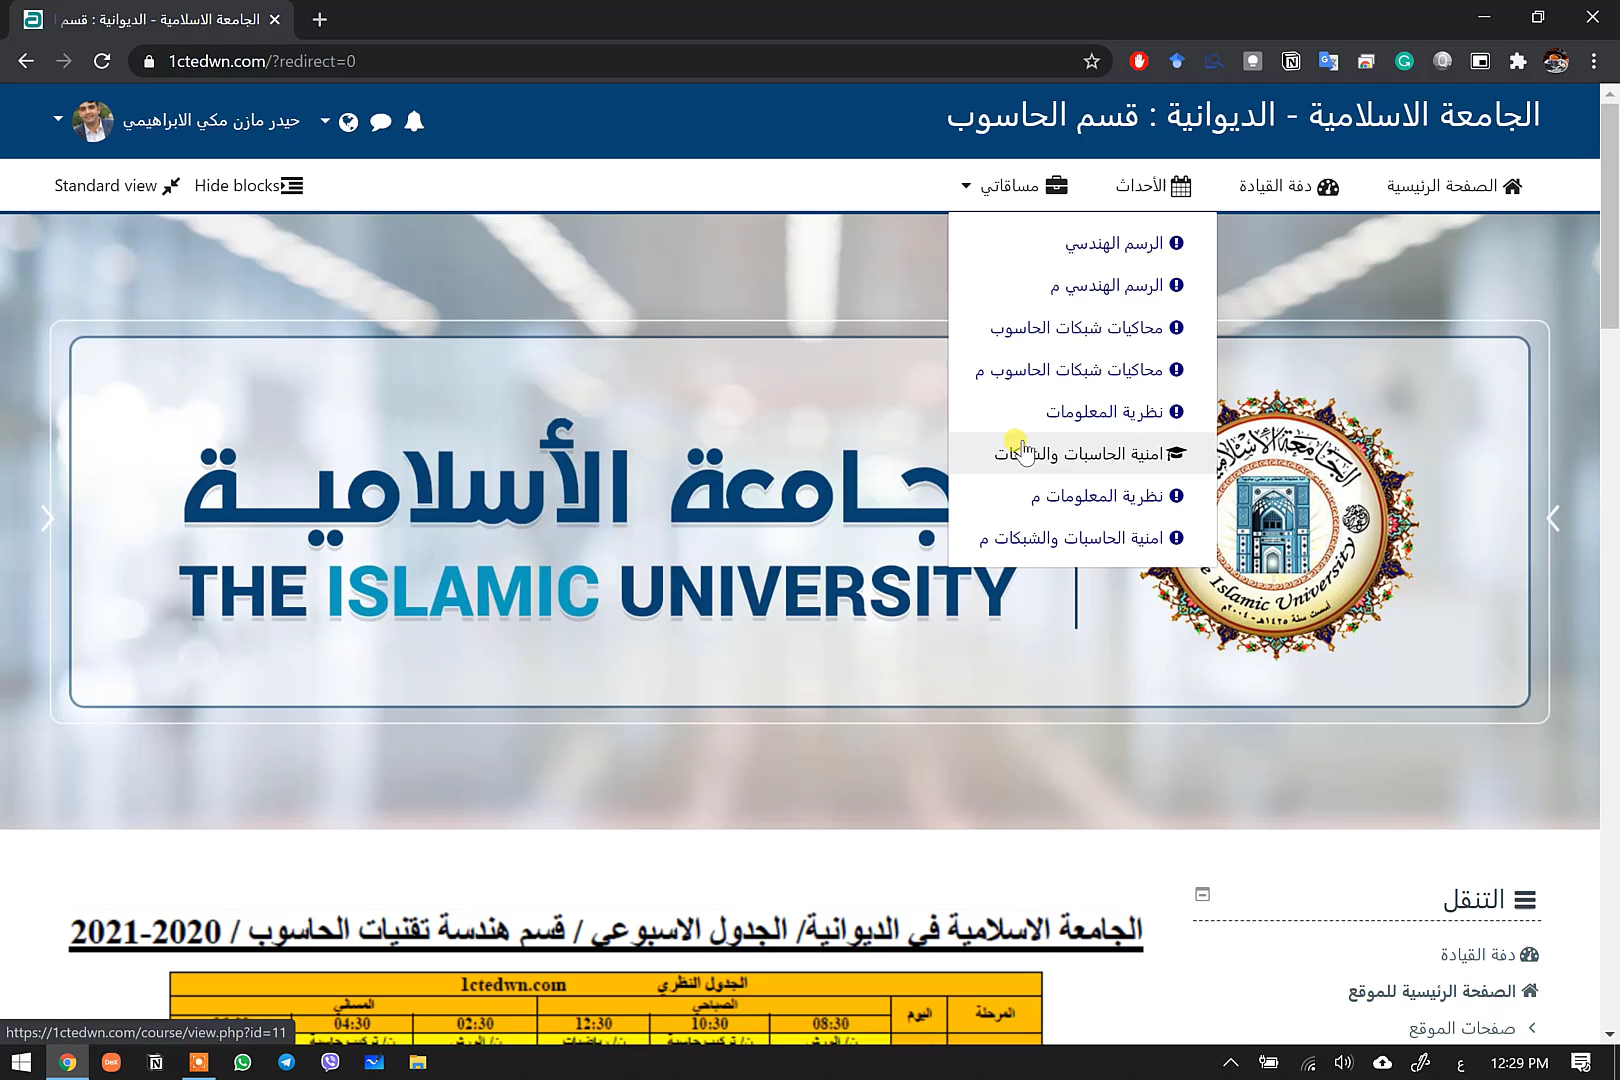 الجامعة الاسلامية - الديوانية : قسم
1ctedwn.com/?redirect=0
الجامعة الاسلامية - الديوانية : قسم الحاسوب
حيدر مازن مكي الابراهيمي
الصفحة الرئيسية
دفة القيادة
الأحداث
مساقاتي
Hide blocks
Standard view
الرسم الهندسي
الرسم الهندسي م
محاكيات شبكات الحاسوب
محاكيات شبكات الحاسوب م
نظرية المعلومات
امنية الحاسبات والشبكات
نظرية المعلومات م
امنية الحاسبات والشبكات م
الأسلامية
THE ISLAMIC UNIVERSITY
الجامعة الاسلامية
Islamic University
التنقل
دفة القيادة
الصفحة الرئيسية للموقع
صفحات الموقع
الجامعة الاسلامية في الديوانية/ الجدول الاسبوعي / قسم هندسة تقنيات الحاسوب / 2020-2021
الجدول النظري 1ctedwn.com
المرحلة اليوم الصباحي المسائي
08:30 10:30 12:30 02:30 04:30
https://1ctedwn.com/course/view.php?id=11
ع
12:29 PM